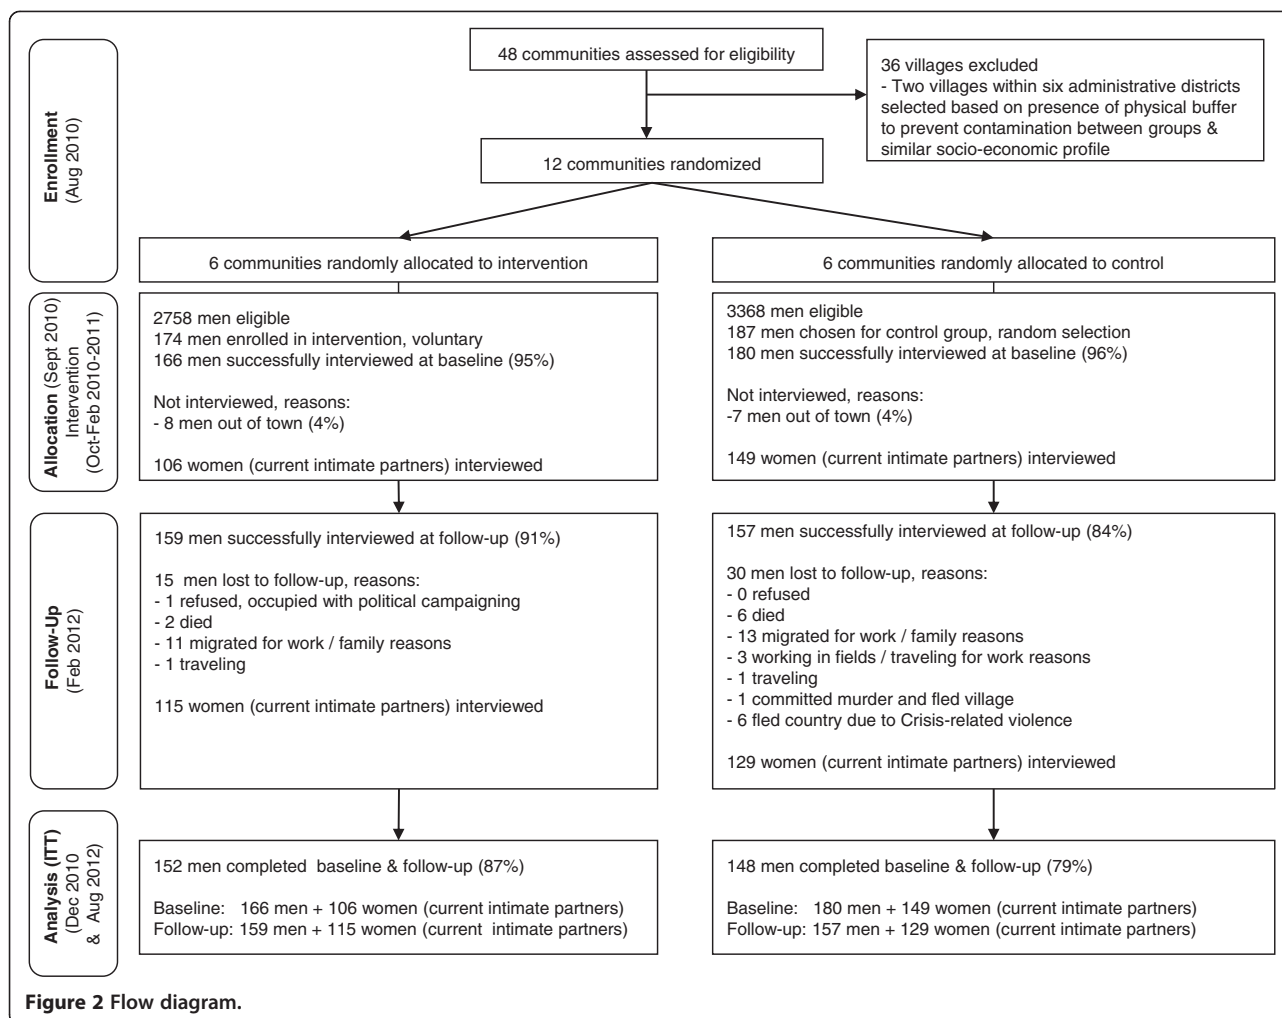 48 communities assessed for eligibility
36 villages excluded
- Two villages within six administrative districts
selected based on presence of physical buffer
to prevent contamination between groups &
similar socio-economic profile
Enrollment
(Aug 2010)
12 communities randomized
6 communities randomly allocated to intervention
6 communities randomly allocated to control
Allocation (Sept 2010)
Intervention
(Oct-Feb 2010-2011)
2758 men eligible
174 men enrolled in intervention, voluntary
166 men successfully interviewed at baseline (95%)
Not interviewed, reasons:
- 8 men out of town (4%)
106 women (current intimate partners) interviewed
3368 men eligible
187 men chosen for control group, random selection
180 men successfully interviewed at baseline (96%)
Not interviewed, reasons:
-7 men out of town (4%)
149 women (current intimate partners) interviewed
Follow-Up
(Feb 2012)
159 men successfully interviewed at follow-up (91%)
15  men lost to follow-up, reasons:
- 1 refused, occupied with political campaigning
- 2 died
- 11 migrated for work / family reasons
- 1 traveling
115 women (current intimate partners) interviewed
157 men successfully interviewed at follow-up (84%)
30 men lost to follow-up, reasons:
- 0 refused
- 6 died
- 13 migrated for work / family reasons
- 3 working in fields / traveling for work reasons
- 1 traveling
- 1 committed murder and fled village
- 6 fled country due to Crisis-related violence
129 women (current intimate partners) interviewed
Analysis (ITT)
(Dec 2010
& Aug 2012)
152 men completed  baseline & follow-up (87%)
Baseline:   166 men + 106 women (current intimate partners)
Follow-up: 159 men + 115 women (current  intimate partners)
148 men completed baseline & follow-up (79%)
Baseline:   180 men + 149 women (current intimate partners)
Follow-up: 157 men + 129 women (current intimate partners)
Figure 2 Flow diagram.